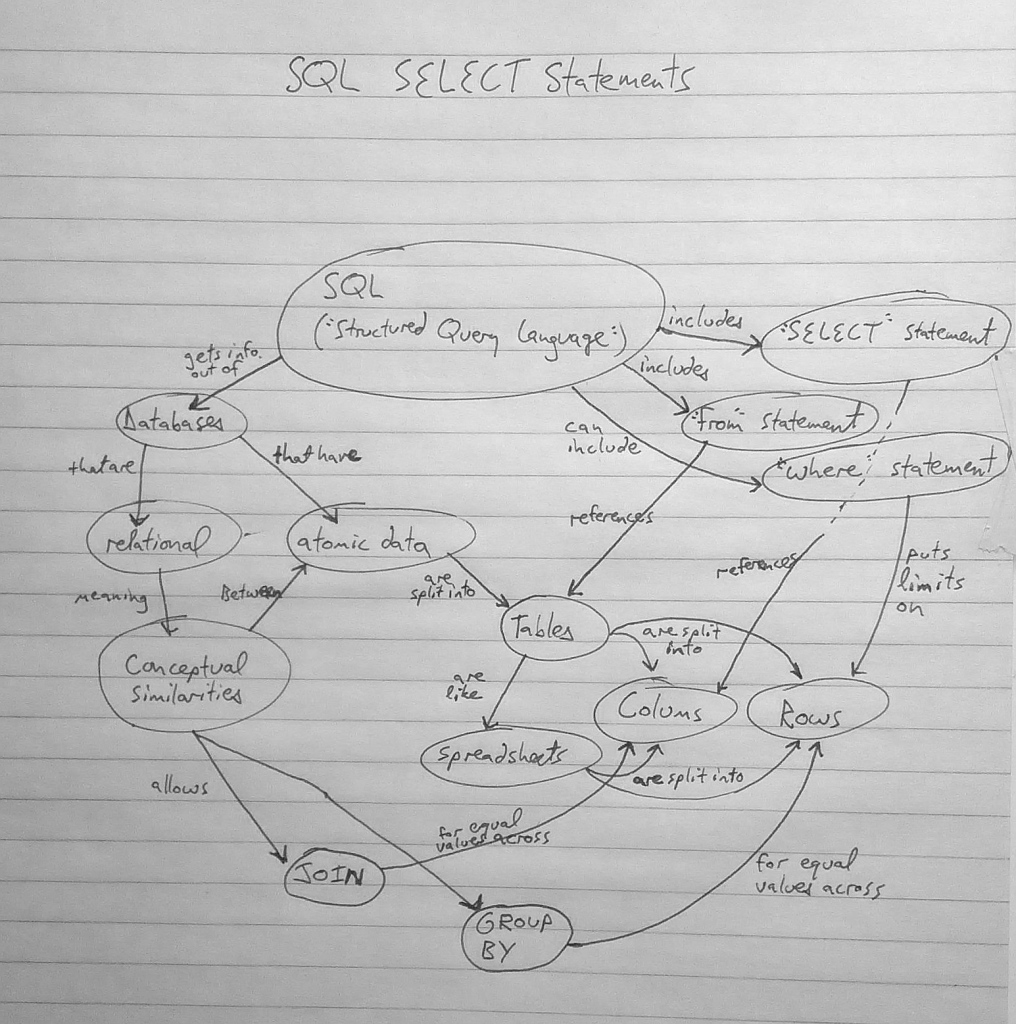 SQL SELECT Statements
SQL
("Structured Query Language")
includes
"SELECT" statement
gets info.
out of
includes
Databases
"From" statement
can
include
that are
that have
"where" statement
relational
atomic data
references
references
puts
limits
on
meaning
Between
are
split into
Tables
are split
into
Conceptual
Similarities
are
like
Colums
Rows
Spreadsheets
are split into
allows
for equal
values across
JOIN
for equal
values across
GROUP
BY